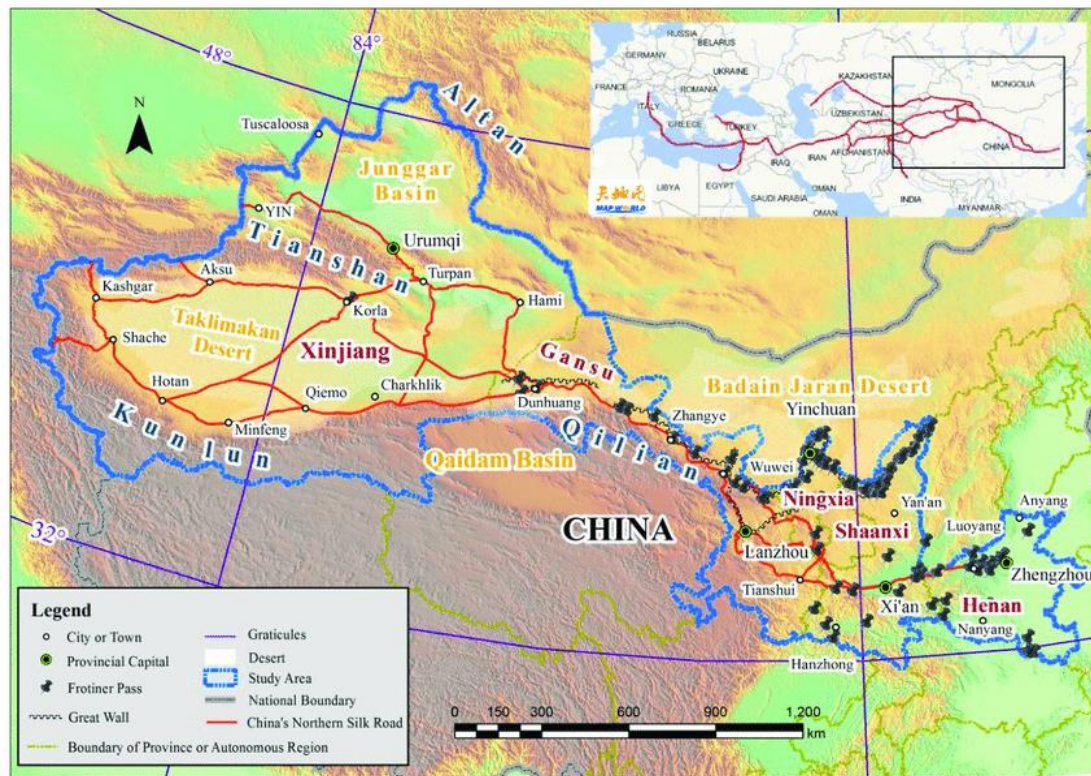 48°
84°
N
Tuscaloosa
Altan
Junggar
Basin
YIN
Tianshan
Urumqi
Turpan
Hami
Kashgar
Aksu
Korla
Shache
Taklimakan
Desert
Xinjiang
Hotan
Qiemo
Charkhlik
Minfeng
Kunlun
Gansu
Dunhuang
Zhangye
Qilian
Qaidam Basin
Badain Jaran Desert
Yinchuan
Wuwei
Ningxia
Yan'an
Shaanxi
Anyang
Luoyang
CHINA
Lanzhou
Tianshui
Zhengzhou
Xi'an
Henan
Nanyang
Hanzhong
32°
RUSSIA
BELARUS
GERMANY
UKRAINE
FRANCE
ROMANIA
KAZAKHSTAN
MONGOLIA
ITALY
UZBEKISTAN
GREECE
TURKEY
CHINA
IRAQ
IRAN
AFGHANISTAN
LIBYA
EGYPT
SAUDI ARABIA
OMAN
OMAN
INDIA
MYANMAR
天地图
MAP WORLD
Legend
City or Town
Provincial Capital
Frotiner Pass
Great Wall
Boundary of Province or Autonomous Region
Graticules
Desert
Study Area
National Boundary
China's Northern Silk Road
0 150 300 600 900 1,200
km